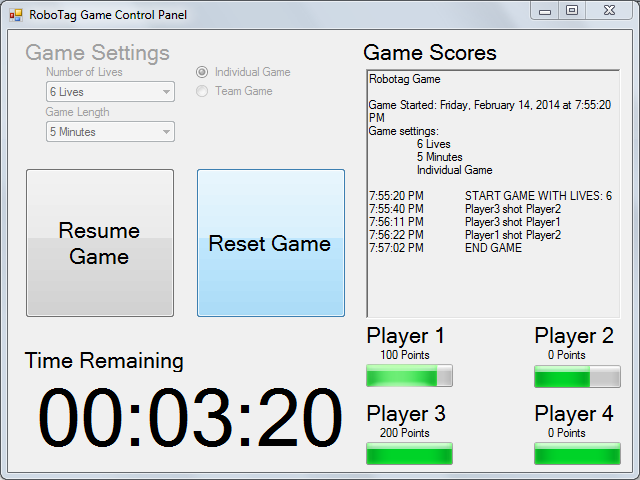 RoboTag Game Control Panel
Game Settings
Number of Lives
6 Lives
Game Length
5 Minutes
Individual Game
Team Game
Resume
Game
Reset Game
Time Remaining
00:03:20
Game Scores
Robotag Game
Game Started: Friday, February 14, 2014 at 7:55:20
PM
Game settings:
6 Lives
5 Minutes
Individual Game
7:55:20 PM START GAME WITH LIVES: 6
7:55:40 PM Player3 shot Player2
7:56:11 PM Player3 shot Player1
7:56:22 PM Player1 shot Player2
7:57:02 PM END GAME
Player 1
100 Points
Player 2
0 Points
Player 3
200 Points
Player 4
0 Points